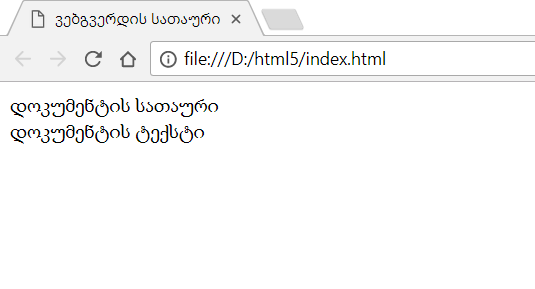 ვებგვერდის სათაური
file:///D:/html5/index.html
დოკუმენტის სათაური
დოკუმენტის ტექსტი